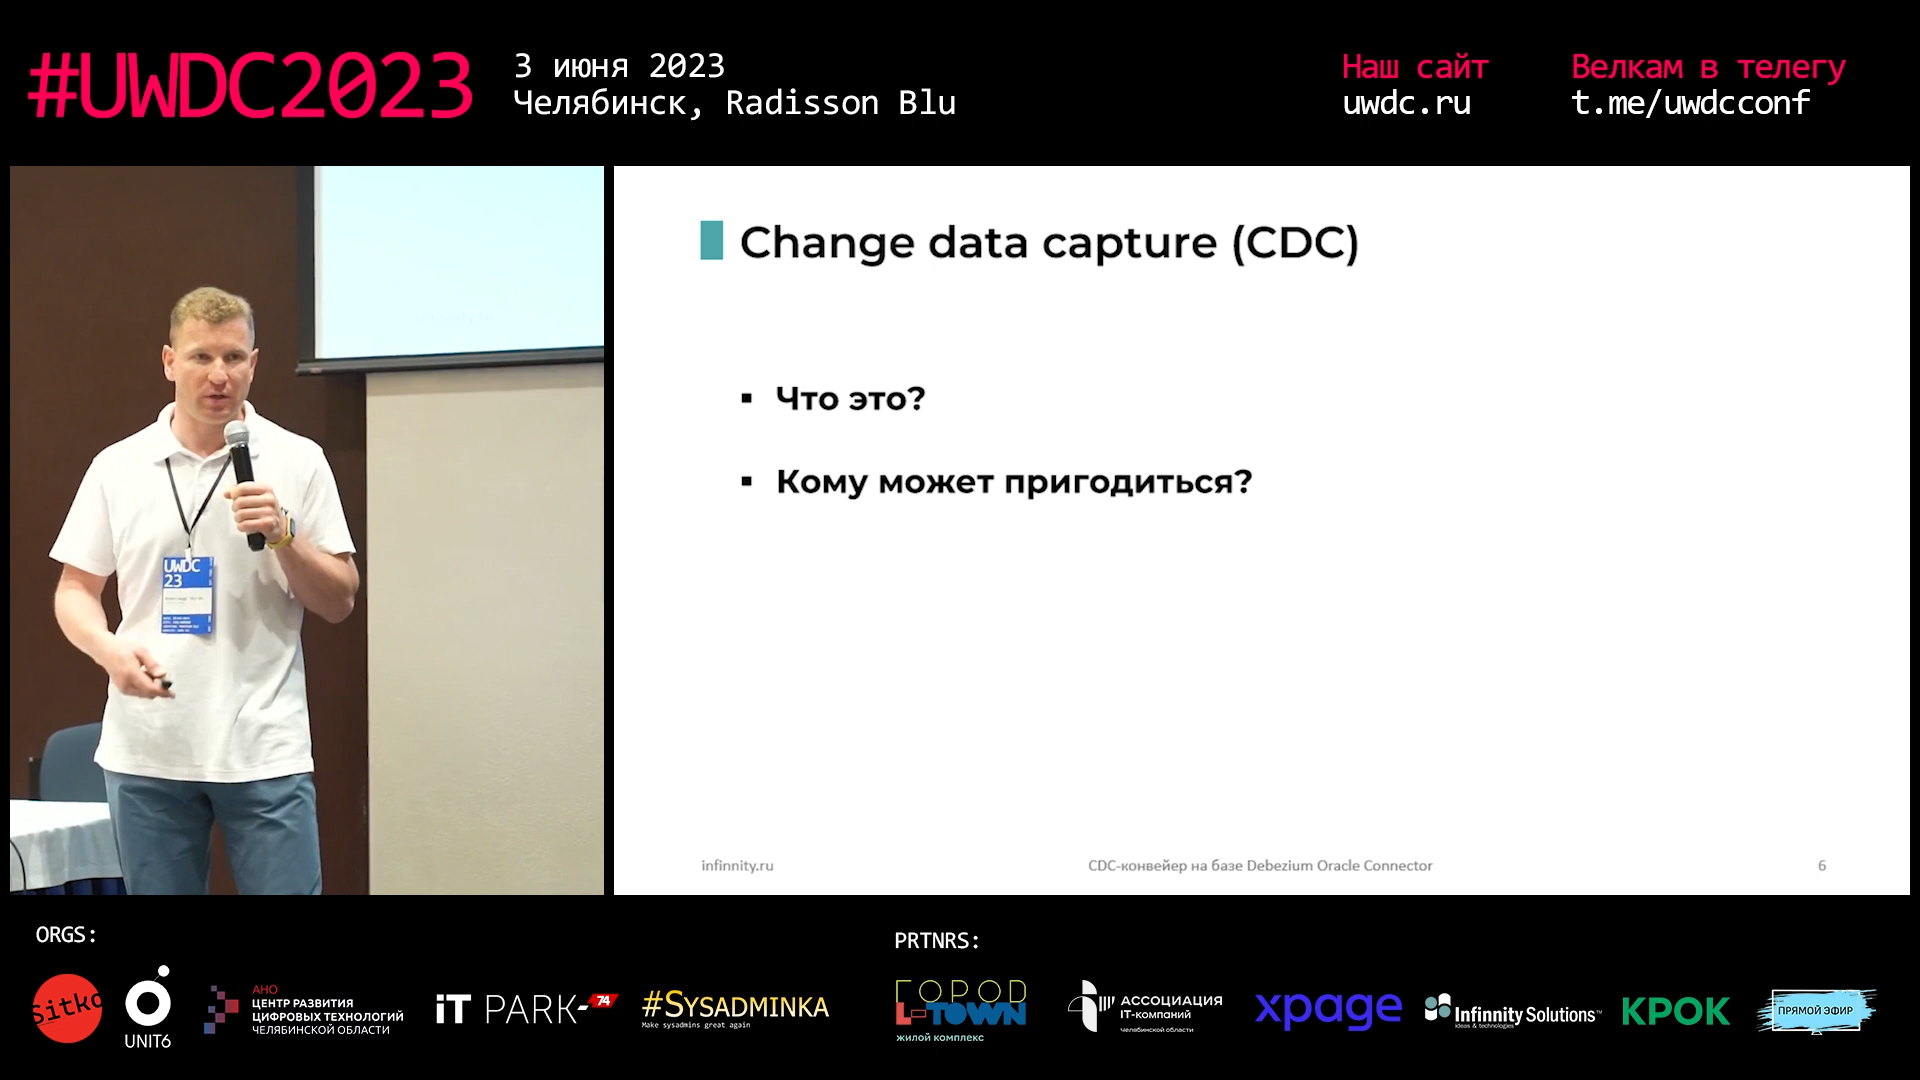 #UWDC2023
3 июня 2023
Челябинск, Radisson Blu
Наш сайт
uwdc.ru
Велкам в телегу
t.me/uwdcconf
UWDC
23
Change data capture (CDC)
▪ Что это?
▪ Кому может пригодиться?
infinnity.ru
CDC-конвейер на базе Debezium Oracle Connector
6
ORGS:
Sitko
UNIT6
АНО
ЦЕНТР РАЗВИТИЯ
ЦИФРОВЫХ ТЕХНОЛОГИЙ
ЧЕЛЯБИНСКОЙ ОБЛАСТИ
iT PARK-74
#SYSADMINKA
Make sysadmins great again
PRTNRS:
ГОРОД
L-TOWN
жилой комплекс
АССОЦИАЦИЯ
IT-компаний
челябинской области
xpage
Infinnity Solutions™
ideas & technologies
КРОК
ПРЯМОЙ ЭФИР